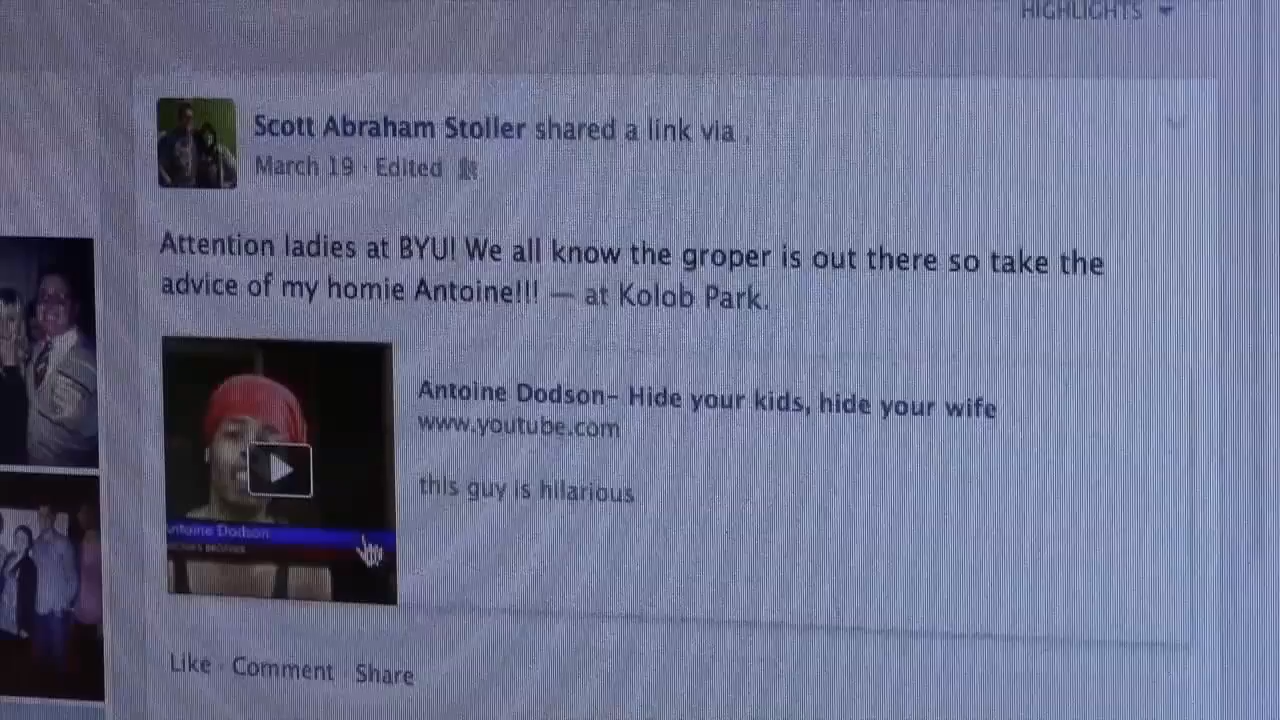 HIGHLIGHTS
Scott Abraham Stoller shared a link via .
March 19 · Edited
Attention ladies at BYU! We all know the groper is out there so take the
advice of my homie Antoine!!! — at Kolob Park.
Antoine Dodson- Hide your kids, hide your wife
www.youtube.com
this guy is hilarious
Antoine Dodson
Like · Comment · Share